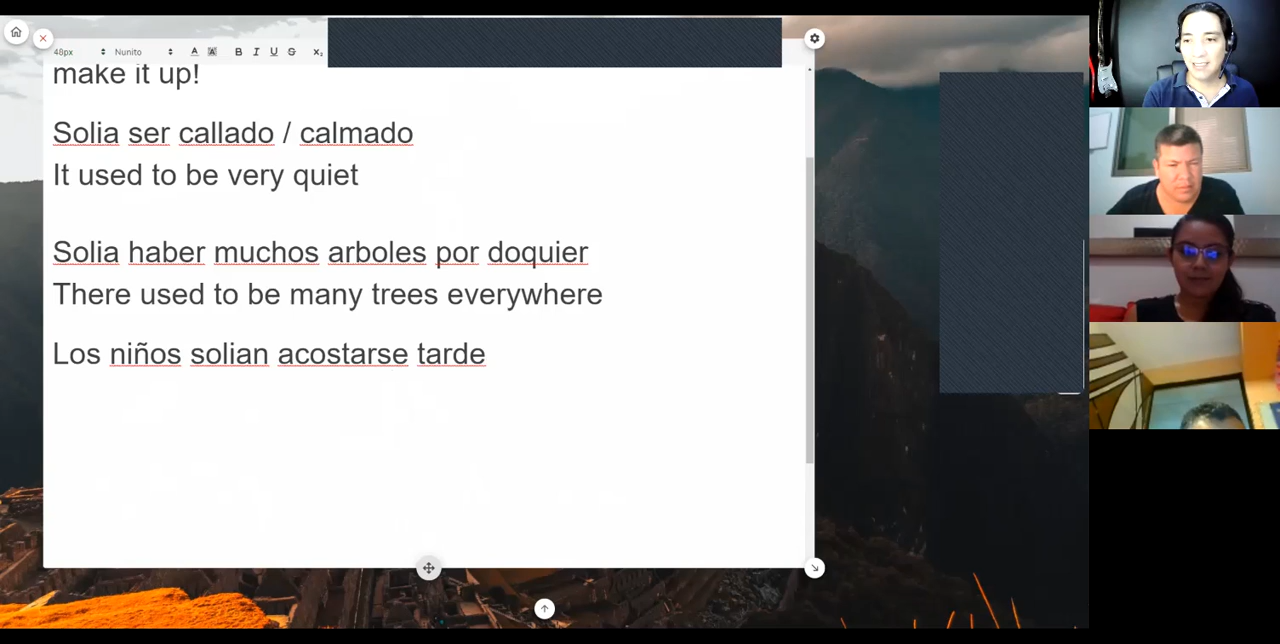 48px Nunito A A B I U S X₂
make it up!
Solia ser callado / calmado
It used to be very quiet
Solia haber muchos arboles por doquier
There used to be many trees everywhere
Los niños solian acostarse tarde